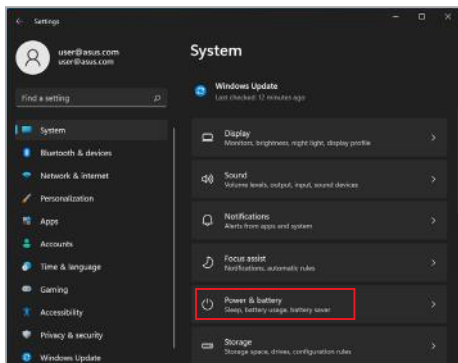 Settings
user@asus.com
user@asus.com
Find a setting
System
Bluetooth & devices
Network & internet
Personalization
Apps
Accounts
Time & language
Gaming
Accessibility
Privacy & security
Windows Update
System
Windows Update
Last checked: 12 minutes ago
Display
Monitors, brightness, night light, display profile
Sound
Volume levels, output, input, sound devices
Notifications
Alerts from apps and system
Focus assist
Notifications, automatic rules
Power & battery
Sleep, battery usage, battery saver
Storage
Storage space, drives, configuration rules